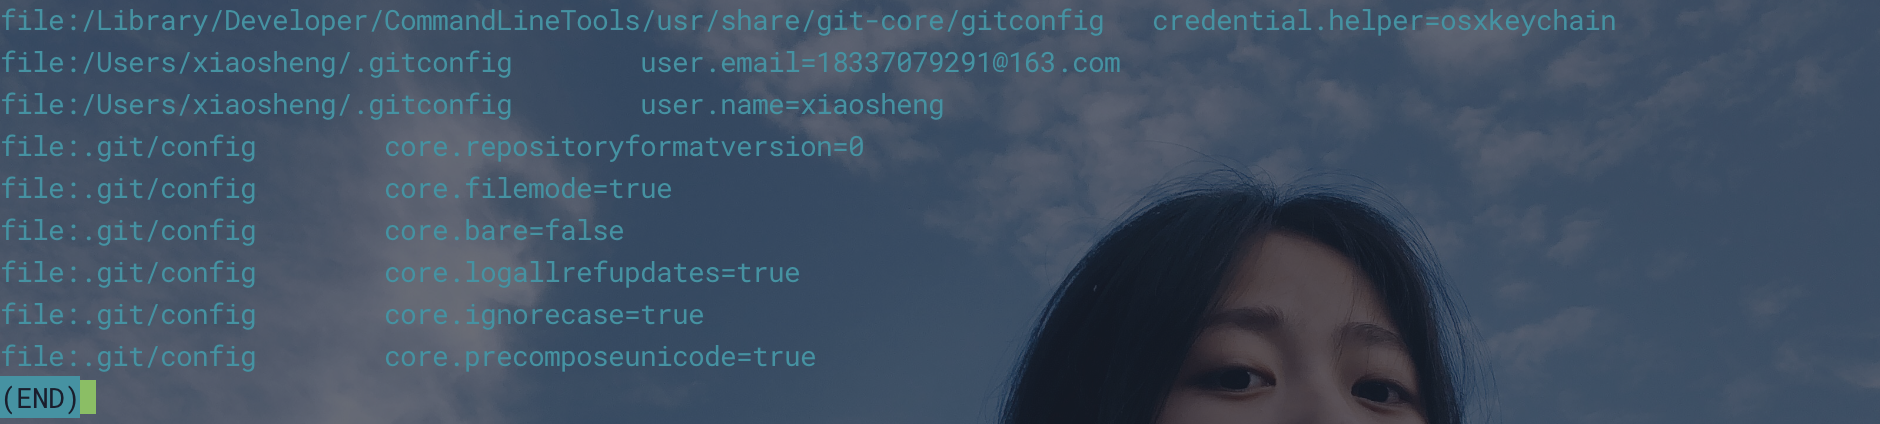 file:/Library/Developer/CommandLineTools/usr/share/git-core/gitconfig   credential.helper=osxkeychain
file:/Users/xiaosheng/.gitconfig        user.email=18337079291@163.com
file:/Users/xiaosheng/.gitconfig        user.name=xiaosheng
file:.git/config        core.repositoryformatversion=0
file:.git/config        core.filemode=true
file:.git/config        core.bare=false
file:.git/config        core.logallrefupdates=true
file:.git/config        core.ignorecase=true
file:.git/config        core.precomposeunicode=true
(END)